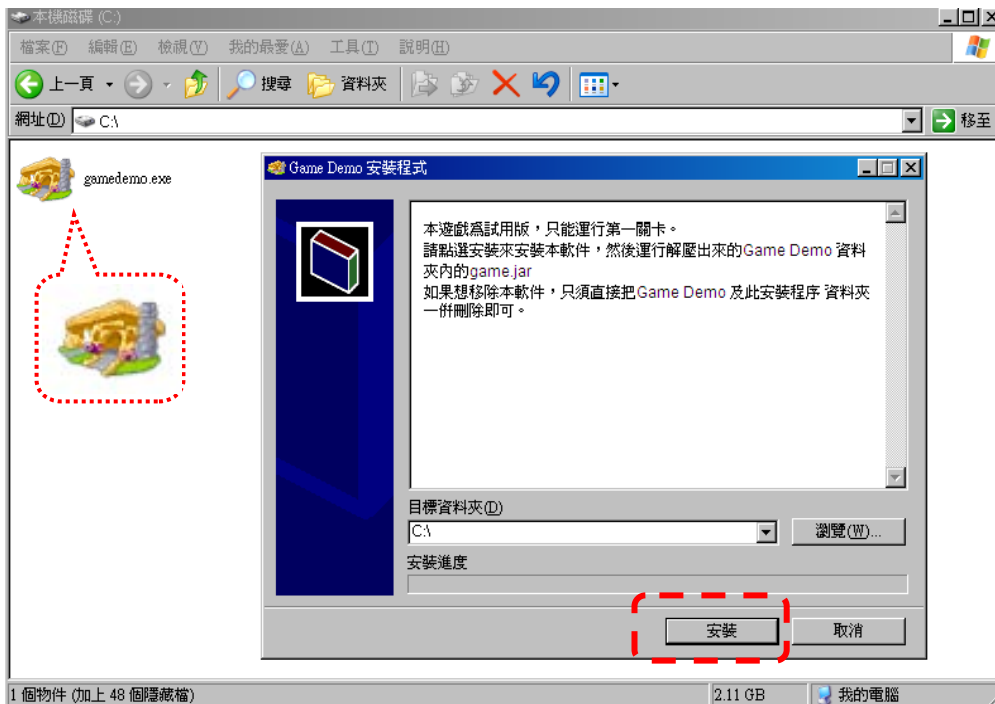 本機磁碟 (C:)
檔案(F) 編輯(E) 檢視(V) 我的最愛(A) 工具(T) 說明(H)
上一頁 搜尋 資料夾
網址(D) C:\ 移至
gamedemo.exe
Game Demo 安裝程式
本遊戲爲試用版，只能運行第一關卡。
請點選安裝來安裝本軟件，然後運行解壓出來的Game Demo 資料
夾內的game.jar
如果想移除本軟件，只須直接把Game Demo 及此安裝程序 資料夾
一併刪除即可。
目標資料夾(D)
C:\ 瀏覽(W)...
安裝進度
安裝 取消
1 個物件 (加上 48 個隱藏檔) 2.11 GB 我的電腦